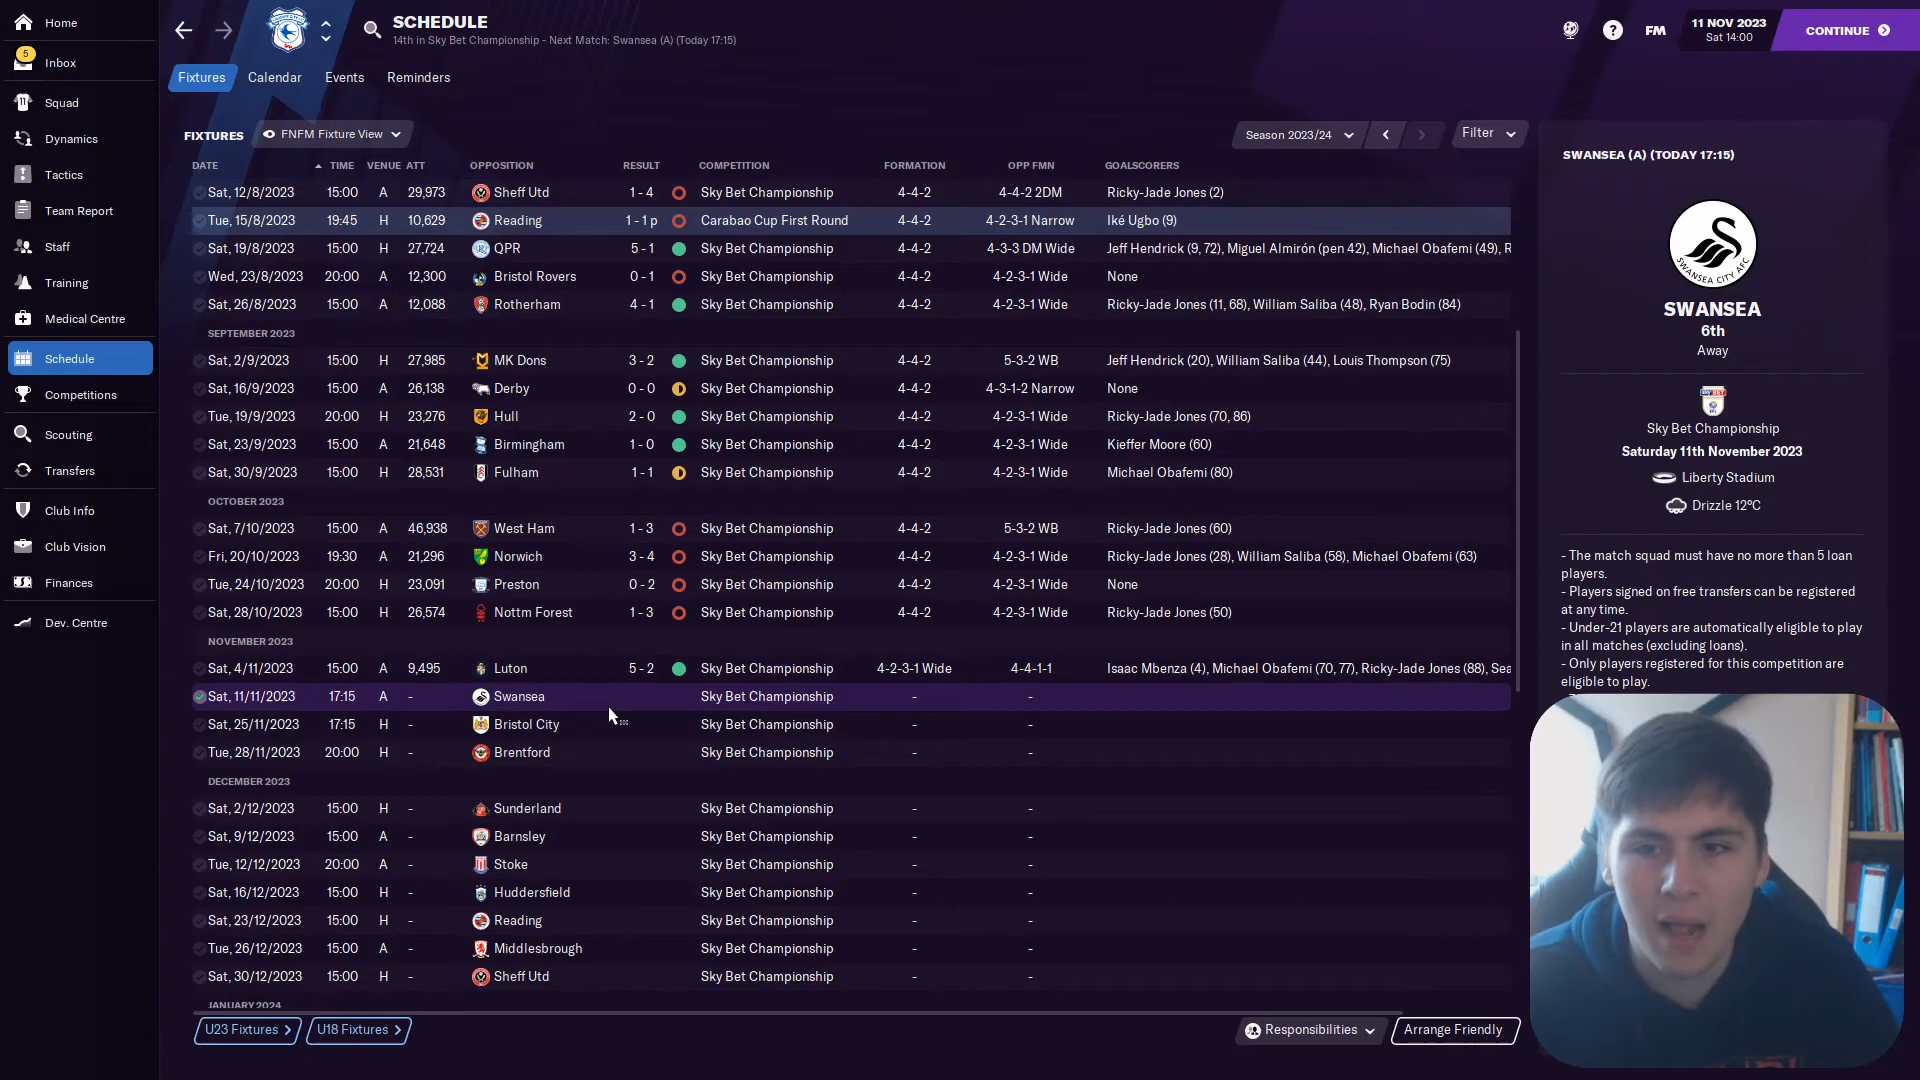 Home
5
Inbox
Squad
Dynamics
Tactics
Team Report
Staff
Training
Medical Centre
Schedule
Competitions
Scouting
Transfers
Club Info
Club Vision
Finances
Dev. Centre
SCHEDULE
14th in Sky Bet Championship - Next Match: Swansea (A) (Today 17:15)
FM
11 NOV 2023
Sat 14:00
CONTINUE
Fixtures Calendar Events Reminders
FIXTURES FNFM Fixture View Season 2023/24 Filter
DATE TIME VENUE ATT OPPOSITION RESULT COMPETITION FORMATION OPP FMN GOALSCORERS
Sat, 12/8/2023 15:00 A 29,973 Sheff Utd 1 - 4 Sky Bet Championship 4-4-2 4-4-2 2DM Ricky-Jade Jones (2)
Tue, 15/8/2023 19:45 H 10,629 Reading 1 - 1 p Carabao Cup First Round 4-4-2 4-2-3-1 Narrow Iké Ugbo (9)
Sat, 19/8/2023 15:00 H 27,724 QPR 5 - 1 Sky Bet Championship 4-4-2 4-3-3 DM Wide Jeff Hendrick (9, 72), Miguel Almirón (pen 42), Michael Obafemi (49), R
Wed, 23/8/2023 20:00 A 12,300 Bristol Rovers 0 - 1 Sky Bet Championship 4-4-2 4-2-3-1 Wide None
Sat, 26/8/2023 15:00 A 12,088 Rotherham 4 - 1 Sky Bet Championship 4-4-2 4-2-3-1 Wide Ricky-Jade Jones (11, 68), William Saliba (48), Ryan Bodin (84)
SEPTEMBER 2023
Sat, 2/9/2023 15:00 H 27,985 MK Dons 3 - 2 Sky Bet Championship 4-4-2 5-3-2 WB Jeff Hendrick (20), William Saliba (44), Louis Thompson (75)
Sat, 16/9/2023 15:00 A 26,138 Derby 0 - 0 Sky Bet Championship 4-4-2 4-3-1-2 Narrow None
Tue, 19/9/2023 20:00 H 23,276 Hull 2 - 0 Sky Bet Championship 4-4-2 4-2-3-1 Wide Ricky-Jade Jones (70, 86)
Sat, 23/9/2023 15:00 A 21,648 Birmingham 1 - 0 Sky Bet Championship 4-4-2 4-2-3-1 Wide Kieffer Moore (60)
Sat, 30/9/2023 15:00 H 28,531 Fulham 1 - 1 Sky Bet Championship 4-4-2 4-2-3-1 Wide Michael Obafemi (80)
OCTOBER 2023
Sat, 7/10/2023 15:00 A 46,938 West Ham 1 - 3 Sky Bet Championship 4-4-2 5-3-2 WB Ricky-Jade Jones (60)
Fri, 20/10/2023 19:30 A 21,296 Norwich 3 - 4 Sky Bet Championship 4-4-2 4-2-3-1 Wide Ricky-Jade Jones (28), William Saliba (58), Michael Obafemi (63)
Tue, 24/10/2023 20:00 H 23,091 Preston 0 - 2 Sky Bet Championship 4-4-2 4-2-3-1 Wide None
Sat, 28/10/2023 15:00 H 26,574 Nottm Forest 1 - 3 Sky Bet Championship 4-4-2 4-2-3-1 Wide Ricky-Jade Jones (50)
NOVEMBER 2023
Sat, 4/11/2023 15:00 A 9,495 Luton 5 - 2 Sky Bet Championship 4-2-3-1 Wide 4-4-1-1 Isaac Mbenza (4), Michael Obafemi (70, 77), Ricky-Jade Jones (88), Sea
Sat, 11/11/2023 17:15 A - Swansea Sky Bet Championship - -
Sat, 25/11/2023 17:15 H - Bristol City Sky Bet Championship - -
Tue, 28/11/2023 20:00 H - Brentford Sky Bet Championship - -
DECEMBER 2023
Sat, 2/12/2023 15:00 H - Sunderland Sky Bet Championship - -
Sat, 9/12/2023 15:00 A - Barnsley Sky Bet Championship - -
Tue, 12/12/2023 20:00 A - Stoke Sky Bet Championship - -
Sat, 16/12/2023 15:00 H - Huddersfield Sky Bet Championship - -
Sat, 23/12/2023 15:00 H - Reading Sky Bet Championship - -
Tue, 26/12/2023 15:00 A - Middlesbrough Sky Bet Championship - -
Sat, 30/12/2023 15:00 H - Sheff Utd Sky Bet Championship - -
JANUARY 2024
U23 Fixtures U18 Fixtures Responsibilities Arrange Friendly
SWANSEA (A) (TODAY 17:15)
SWANSEA CITY AFC
SWANSEA
6th
Away
SKY BET
EFL
Sky Bet Championship
Saturday 11th November 2023
Liberty Stadium
Drizzle 12ºC
- The match squad must have no more than 5 loan
players.
- Players signed on free transfers can be registered
at any time.
- Under-21 players are automatically eligible to play
in all matches (excluding loans).
- Only players registered for this competition are
eligible to play.